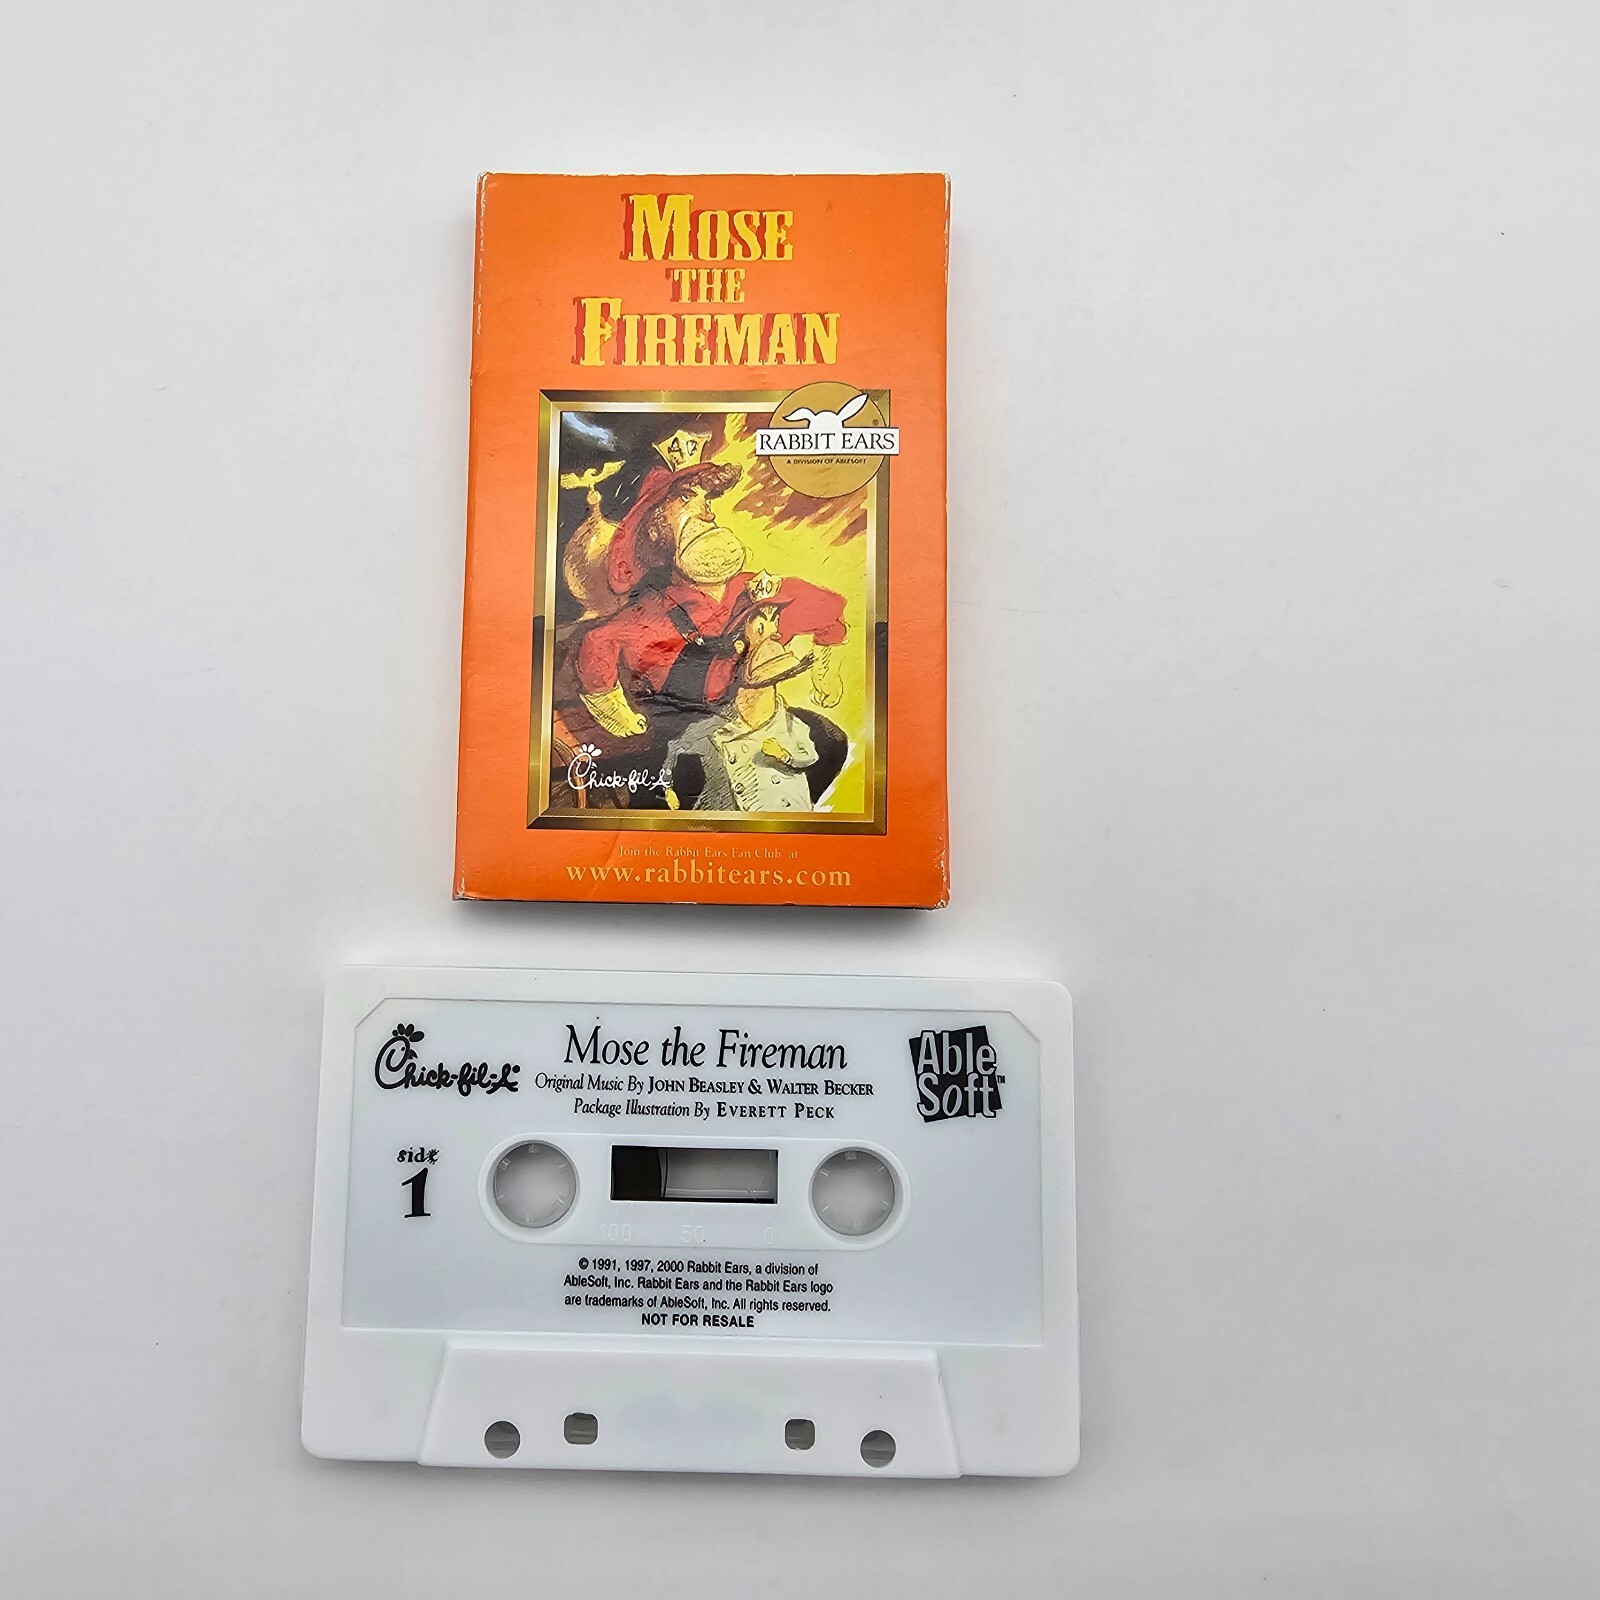 MOSE
THE
FIREMAN
RABBIT EARS
®
A DIVISION OF ABLESOFT
40
40
Chick-fil-A®
Join the Rabbit Ears Fan Club at
www.rabbitears.com
Chick-fil-A®
Mose the Fireman
Original Music By JOHN BEASLEY & WALTER BECKER
Package Illustration By EVERETT PECK
Able
Soft™
side
1
100 50 0
© 1991, 1997, 2000 Rabbit Ears, a division of
AbleSoft, Inc. Rabbit Ears and the Rabbit Ears logo
are trademarks of AbleSoft, Inc. All rights reserved.
NOT FOR RESALE